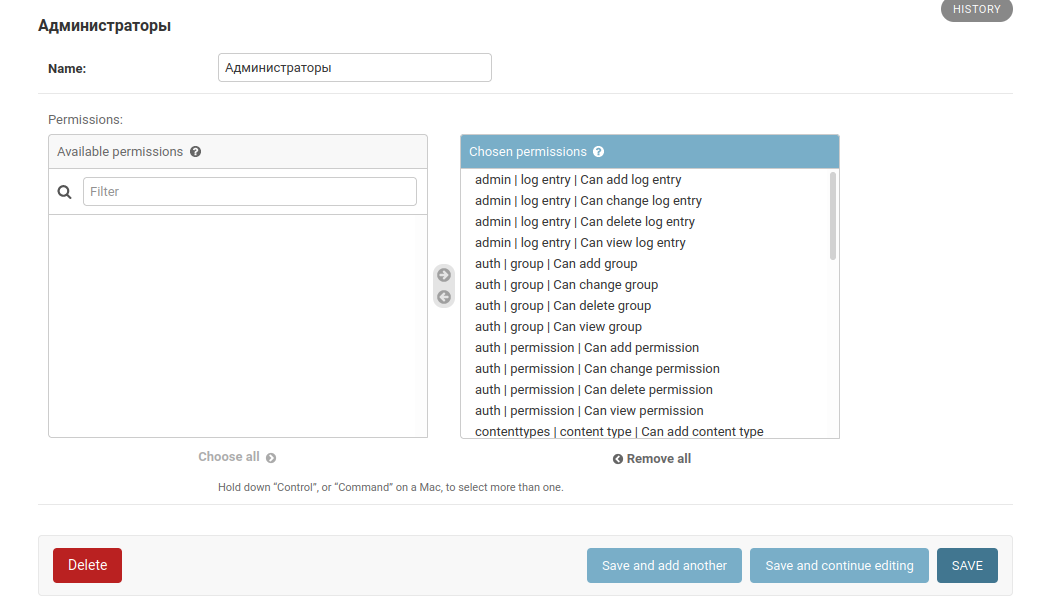 HISTORY
Администраторы
Name:
Администраторы
Permissions:
Available permissions ?
Filter
Chosen permissions ?
admin | log entry | Can add log entry
admin | log entry | Can change log entry
admin | log entry | Can delete log entry
admin | log entry | Can view log entry
auth | group | Can add group
auth | group | Can change group
auth | group | Can delete group
auth | group | Can view group
auth | permission | Can add permission
auth | permission | Can change permission
auth | permission | Can delete permission
auth | permission | Can view permission
contenttypes | content type | Can add content type
Choose all
Remove all
Hold down “Control”, or “Command” on a Mac, to select more than one.
Delete
Save and add another
Save and continue editing
SAVE